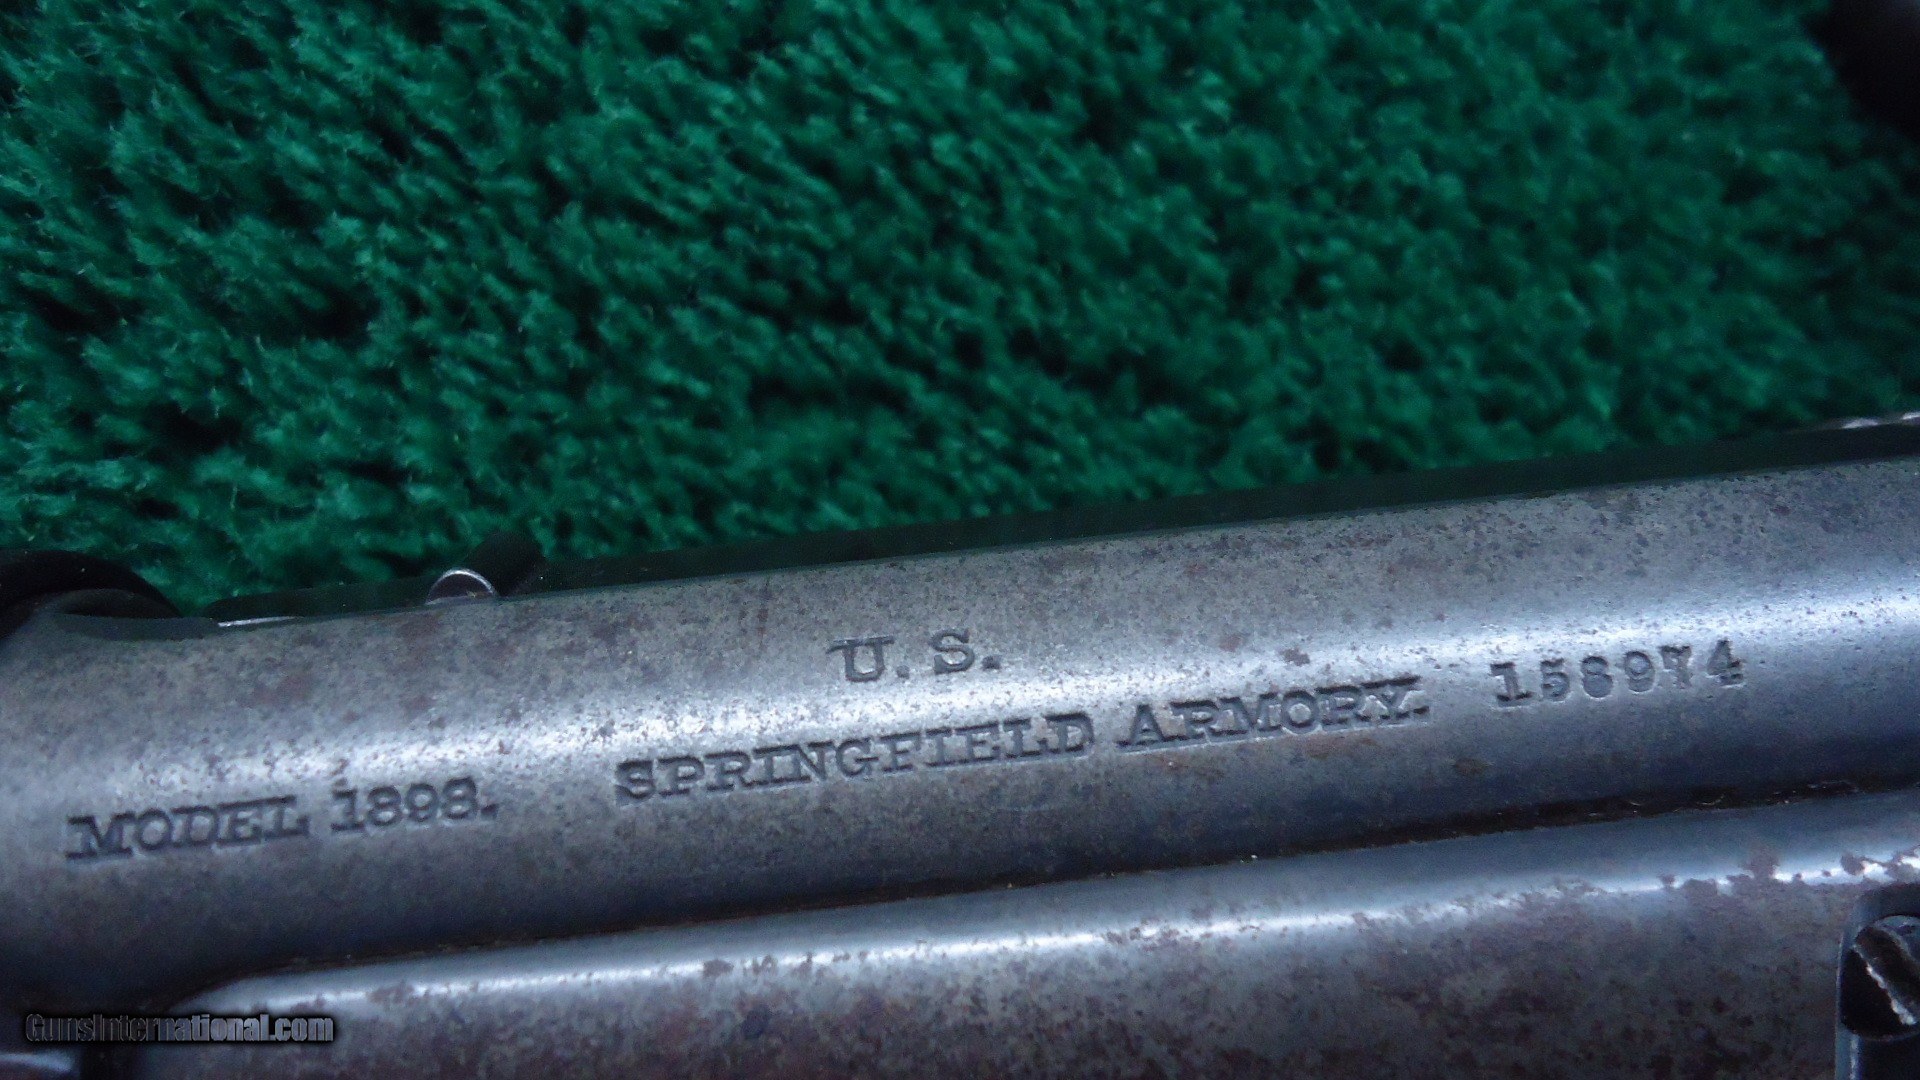 U. S.
MODEL 1898. SPRINGFIELD ARMORY. 158974
GunsInternational.com